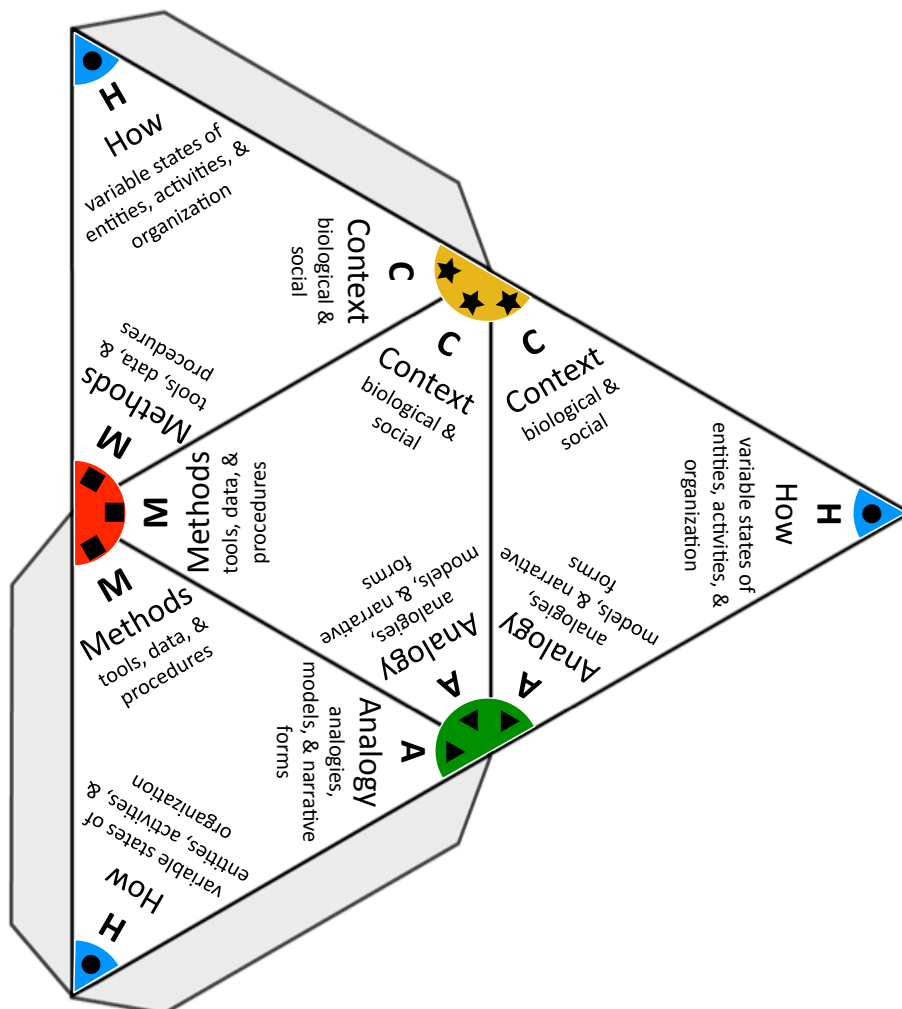 H
How
variable states of
entities, activities, &
organization
C
Context
biological &
social
M
Methods
tools, data, &
procedures
C
Context
biological &
social
C
Context
biological &
social
M
Methods
tools, data, &
procedures
H
How
variable states of
entities, activities, &
organization
A
Analogy
analogies,
models, & narrative
forms
A
Analogy
analogies,
models, & narrative
forms
M
Methods
tools, data, &
procedures
A
Analogy
analogies,
models, & narrative
forms
H
How
variable states of
entities, activities, &
organization